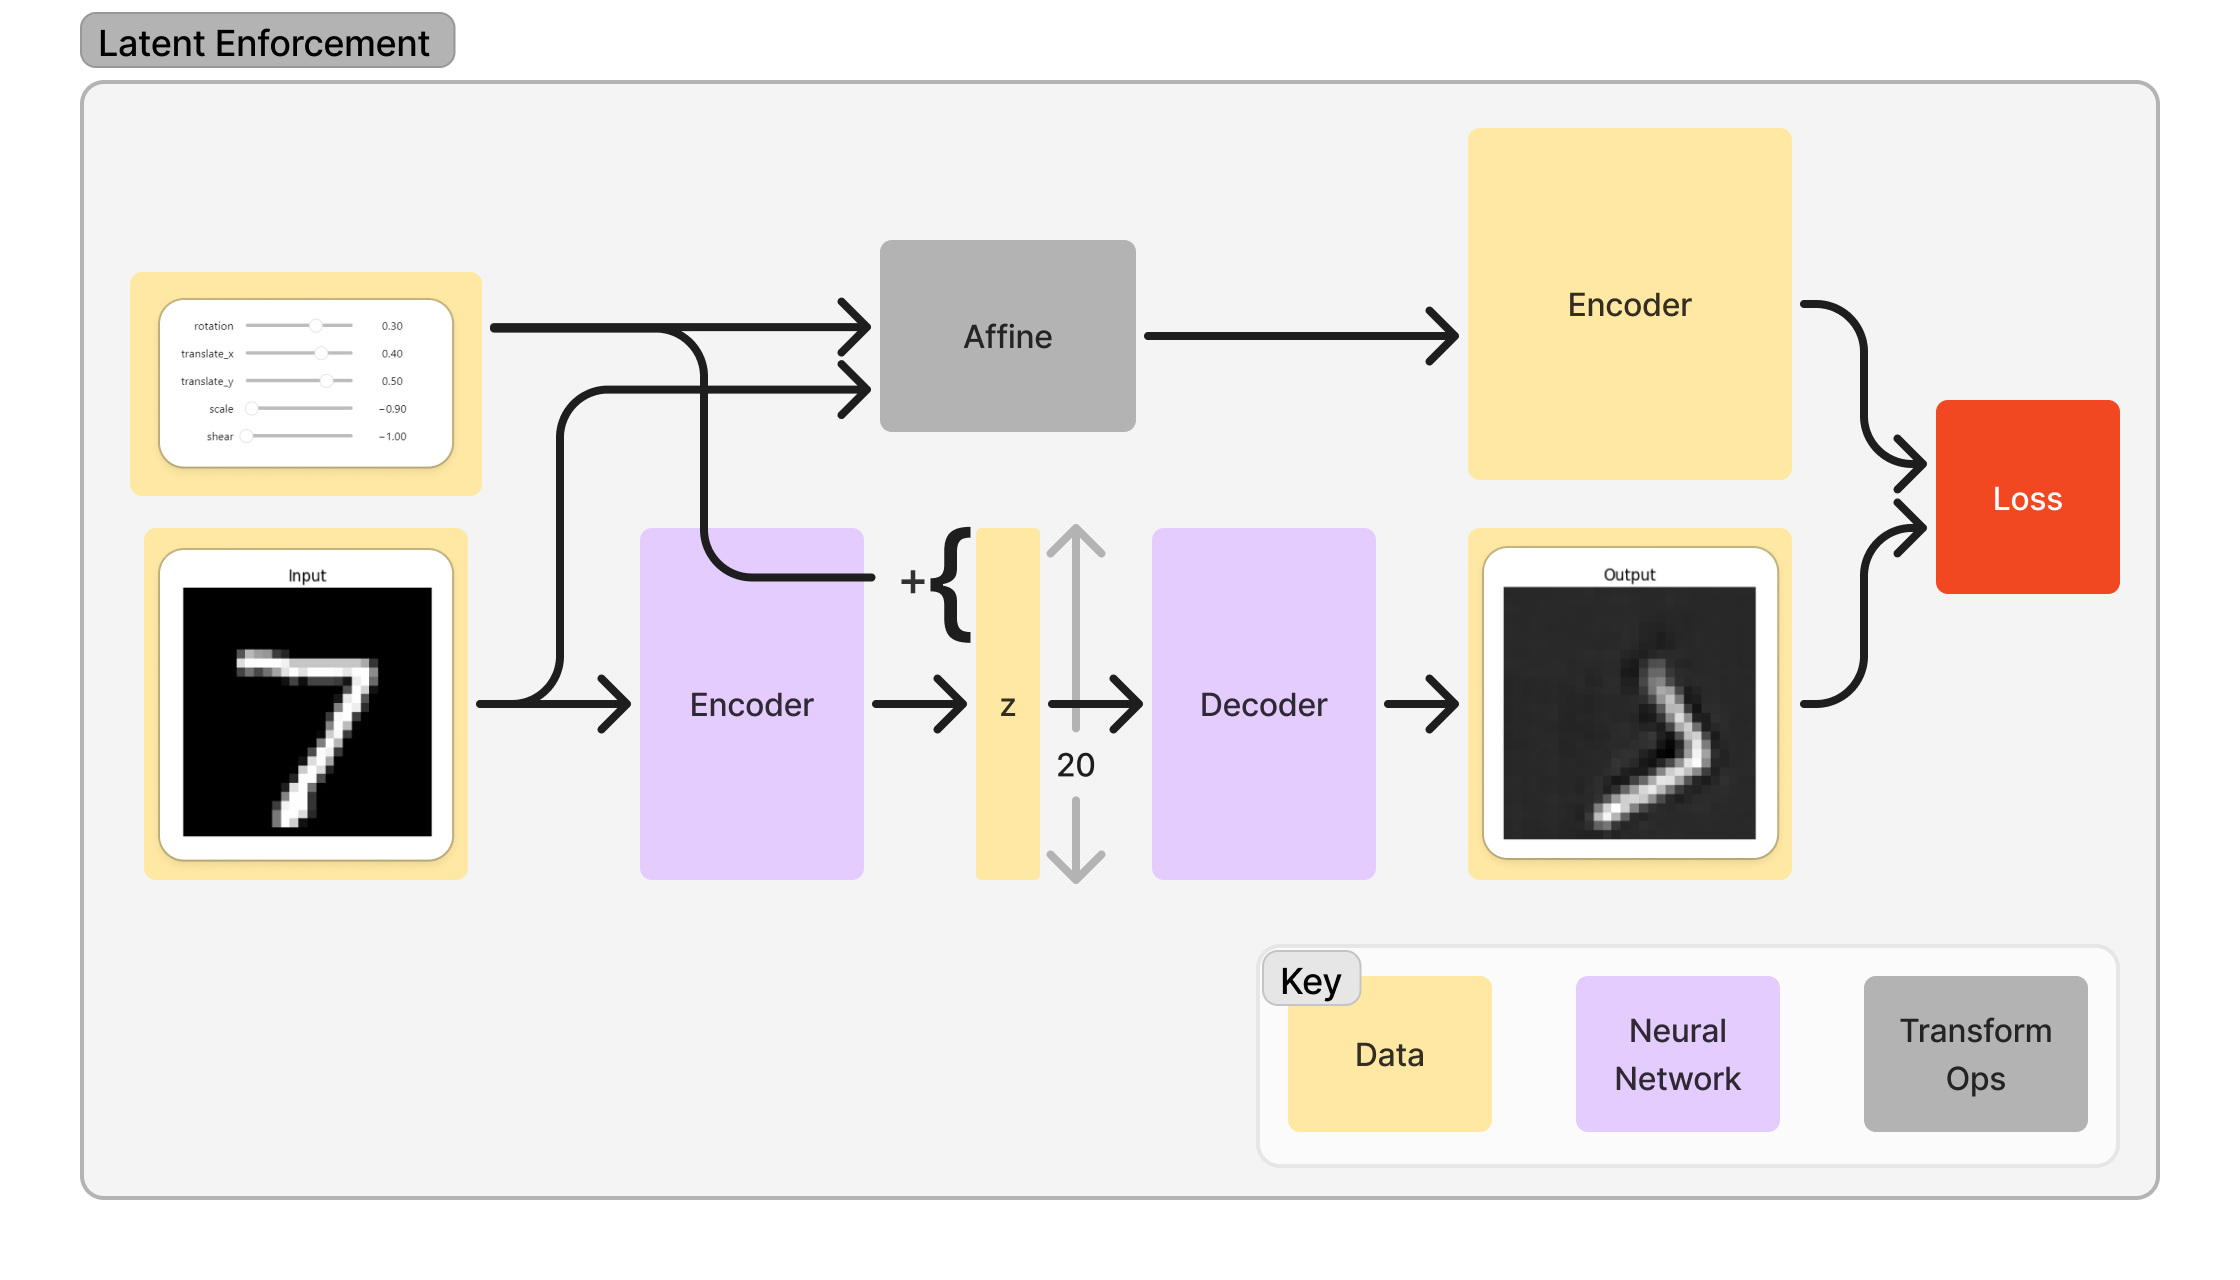 Latent Enforcement
rotation 0.30
translate_x 0.40
translate_y 0.50
scale −0.90
shear −1.00
Affine
Encoder
Loss
Input
Encoder
+{
z
20
Decoder
Output
Key
Data
Neural
Network
Transform
Ops